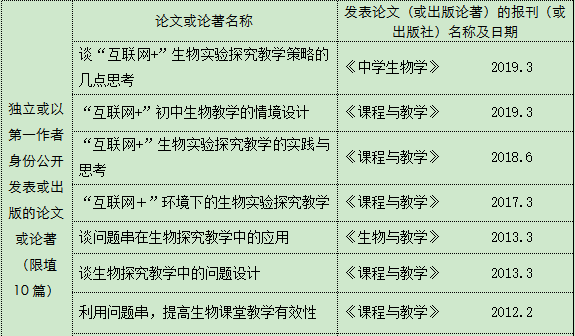 论文或论著名称
发表论文（或出版论著）的报刊（或
出版社）名称及日期
独立或以
第一作者
身份公开
发表或出
版的论文
或论著
（限填
10 篇）
谈“互联网+”生物实验探究教学策略的
几点思考
《中学生物学》 2019.3
“互联网+”初中生物教学的情境设计
《课程与教学》 2019.3
“互联网+”生物实验探究教学的实践与
思考
《课程与教学》 2018.6
“互联网＋”环境下的生物实验探究教学
《课程与教学》 2017.3
谈问题串在生物探究教学中的应用
《生物与教学》 2013.3
谈生物探究教学中的问题设计
《课程与教学》 2013.3
利用问题串，提高生物课堂教学有效性
《课程与教学》 2012.2